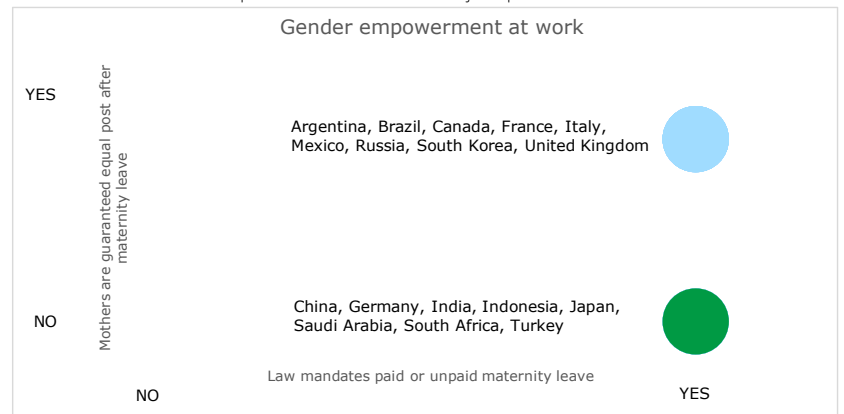 Gender empowerment at work
YES
Mothers are guaranteed equal post after
maternity leave
Argentina, Brazil, Canada, France, Italy,
Mexico, Russia, South Korea, United Kingdom
NO
China, Germany, India, Indonesia, Japan,
Saudi Arabia, South Africa, Turkey
Law mandates paid or unpaid maternity leave
NO
YES